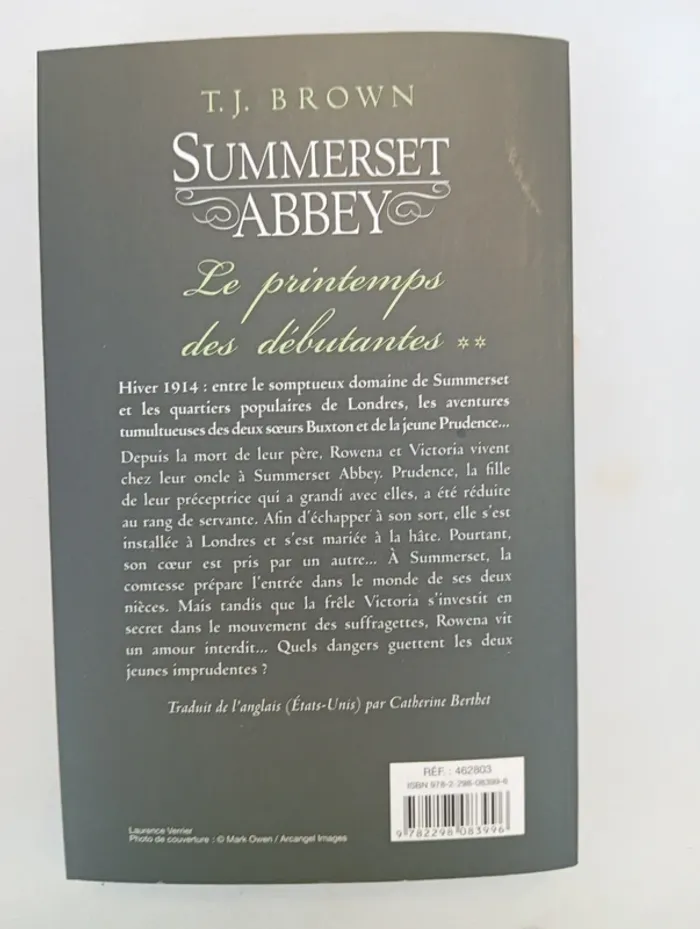 T.J. BROWN
SUMMERSET
ABBEY
Le printemps
des débutantes **
Hiver 1914 : entre le somptueux domaine de Summerset
et les quartiers populaires de Londres, les aventures
tumultueuses des deux sœurs Buxton et de la jeune Prudence...
Depuis la mort de leur père, Rowena et Victoria vivent
chez leur oncle à Summerset Abbey. Prudence, la fille
de leur préceptrice qui a grandi avec elles, a été réduite
au rang de servante. Afin d'échapper à son sort, elle s'est
installée à Londres et s'est mariée à la hâte. Pourtant,
son cœur est pris par un autre... À Summerset, la
comtesse prépare l'entrée dans le monde de ses deux
nièces. Mais tandis que la frêle Victoria s'investit en
secret dans le mouvement des suffragettes, Rowena vit
un amour interdit... Quels dangers guettent les deux
jeunes imprudentes ?
Traduit de l'anglais (États-Unis) par Catherine Berthet
RÉF. : 462803
ISBN 978-2-298-08399-6
9 782298 083996
Laurence Verrier
Photo de couverture : © Mark Owen / Arcangel Images